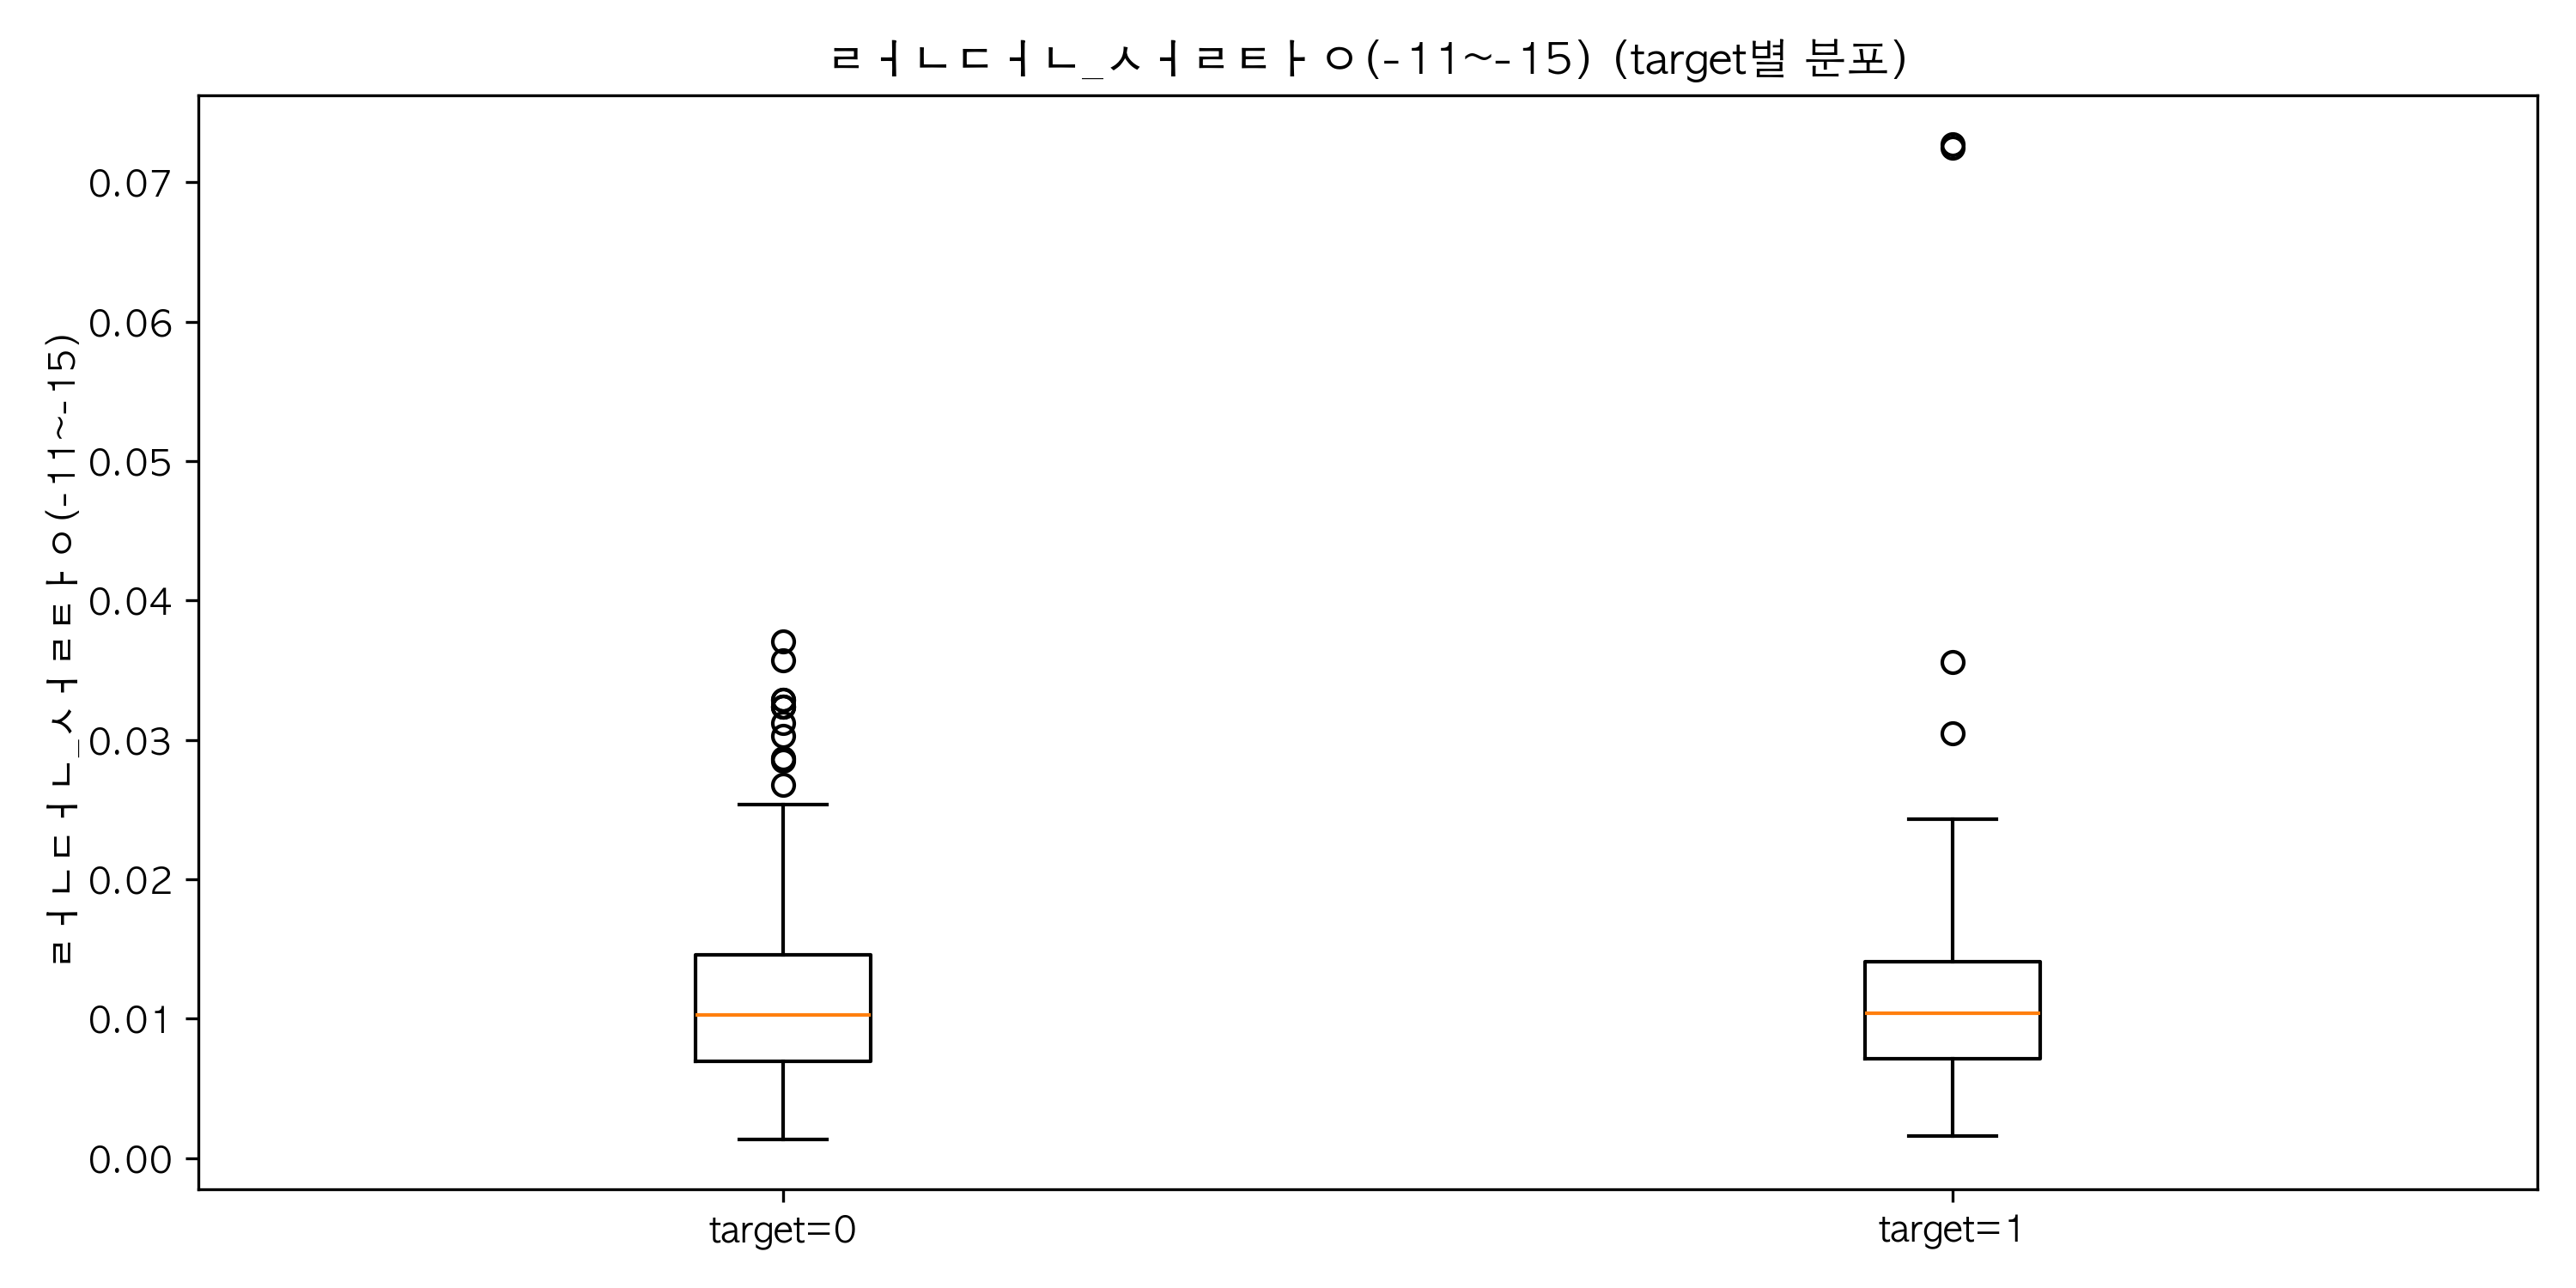 ㄹㅓㄴㄷㅓㄴ_ㅅㅓㄹㅌㅏㅇ(-11~-15) (target별 분포)
ㄹㅓㄴㄷㅓㄴ_ㅅㅓㄹㅌㅏㅇ(-11~-15)
0.07
0.06
0.05
0.04
0.03
0.02
0.01
0.00
target=0
target=1